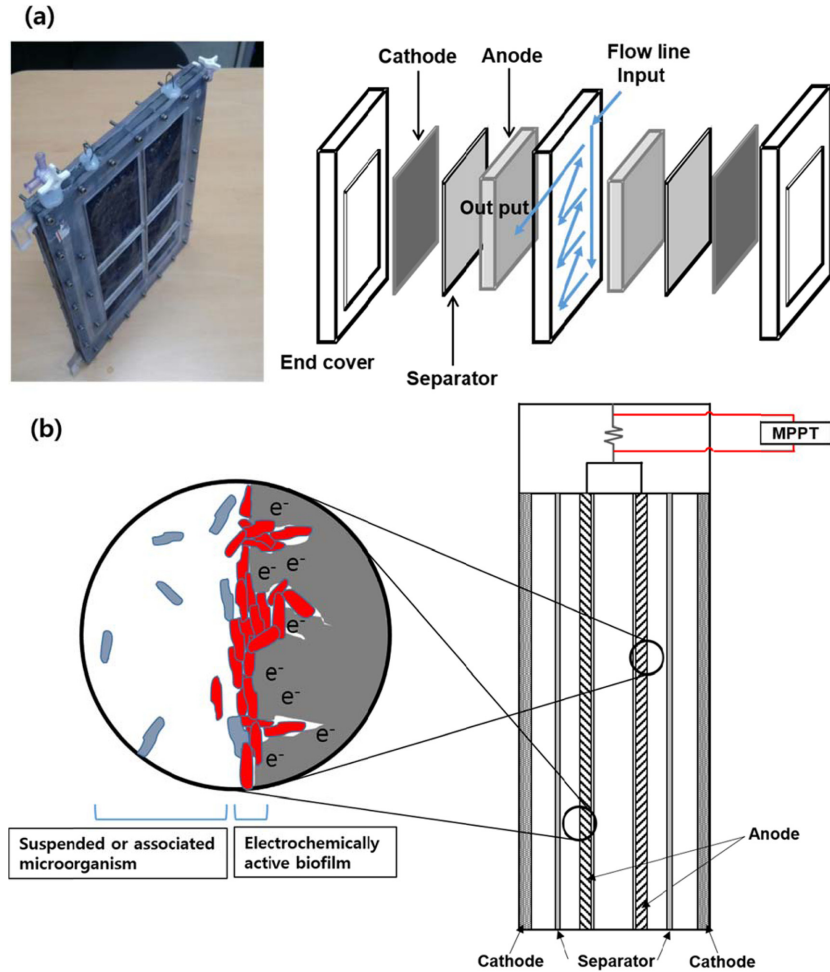 (a)
Cathode
Anode
Flow line
Input
Out put
End cover
Separator
(b)
MPPT
e-
e-
e-
e-
e-
e-
e-
e-
Suspended or associated
microorganism
Electrochemically
active biofilm
Anode
Cathode
Separator
Cathode